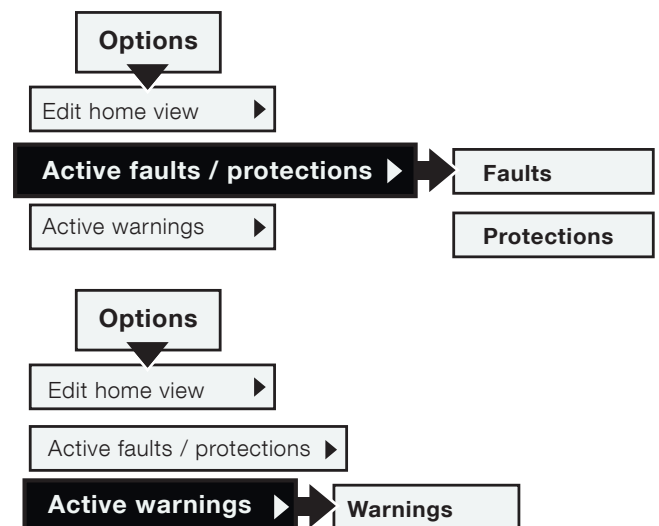 Options
Edit home view
Active faults / protections
Faults
Active warnings
Protections
Options
Edit home view
Active faults / protections
Active warnings
Warnings